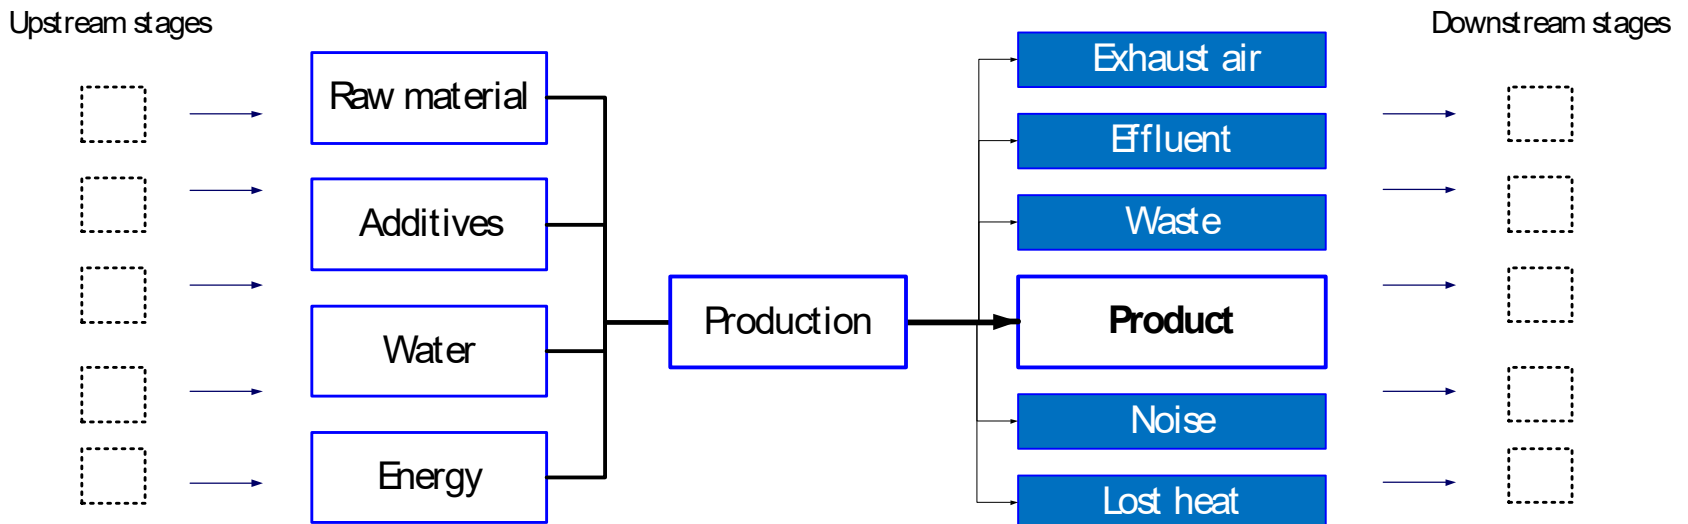 Upstream stages
Downstream stages
Raw material
Additives
Water
Energy
Production
Exhaust air
Effluent
Waste
Product
Noise
Lost heat